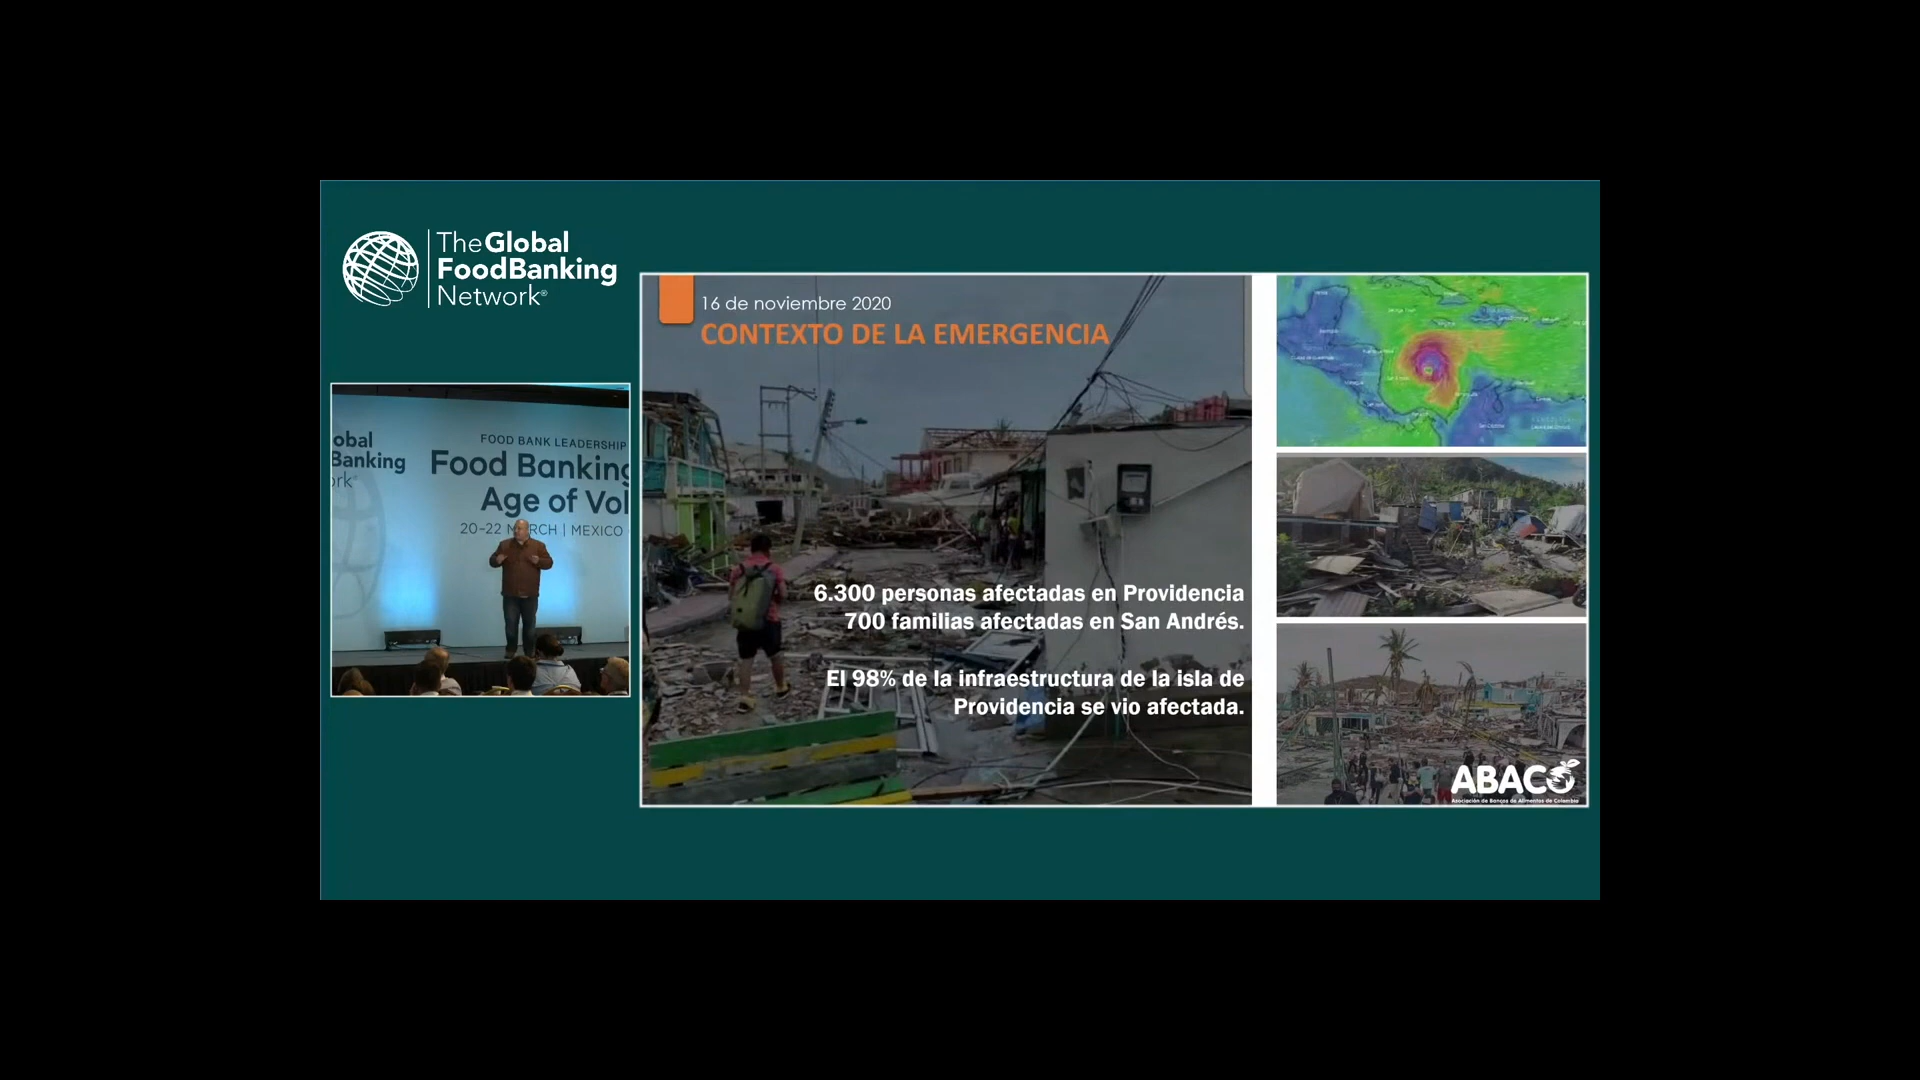 The Global
FoodBanking
Network®
obal
Banking
rk
FOOD BANK LEADERSHIP
Food Banking
Age of Vol
20-22 M RCH | MEXICO
16 de noviembre 2020
CONTEXTO DE LA EMERGENCIA
6.300 personas afectadas en Providencia
700 familias afectadas en San Andrés.
El 98% de la infraestructura de la isla de
Providencia se vio afectada.
ABACO
Asociación de Bancos de Alimentos de Colombia